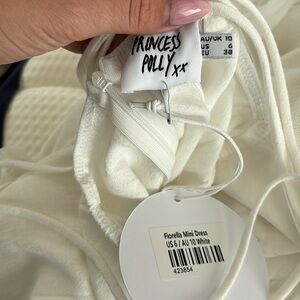 PRINCESS
POLLY xx
AU/UK 10
US 6
EU 38
Fiorella Mini Dress
US 6 / AU 10 White
423854